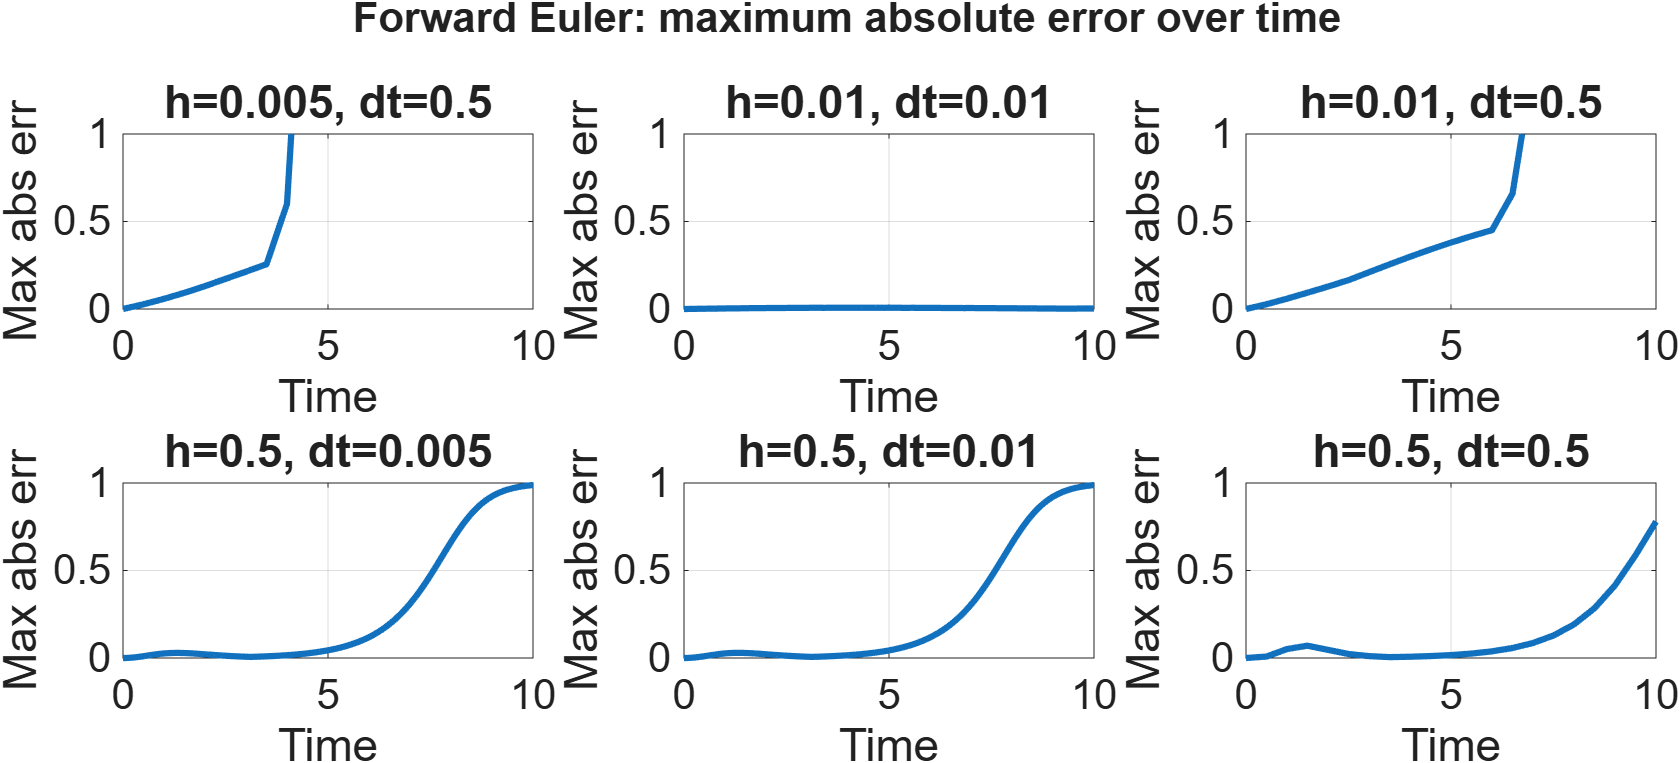 Forward Euler: maximum absolute error over time
h=0.005, dt=0.5
Max abs err
1
0.5
0
0
5
10
Time
h=0.01, dt=0.01
Max abs err
1
0.5
0
0
5
10
Time
h=0.01, dt=0.5
Max abs err
1
0.5
0
0
5
10
Time
h=0.5, dt=0.005
Max abs err
1
0.5
0
0
5
10
Time
h=0.5, dt=0.01
Max abs err
1
0.5
0
0
5
10
Time
h=0.5, dt=0.5
Max abs err
1
0.5
0
0
5
10
Time